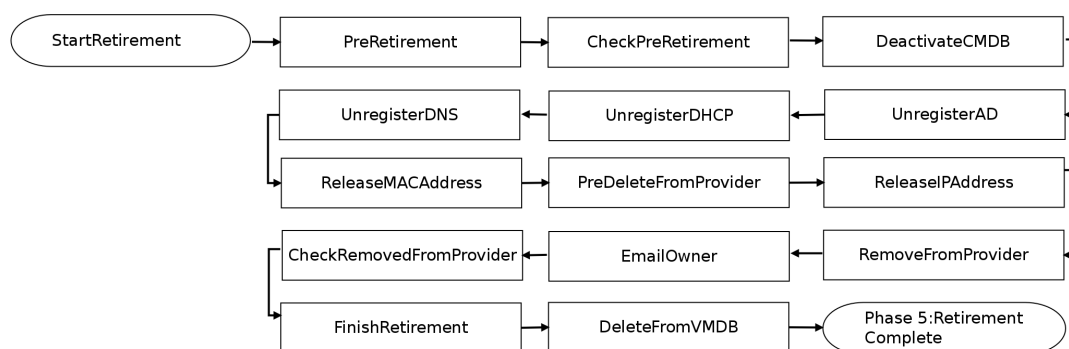 StartRetirement
PreRetirement
CheckPreRetirement
DeactivateCMDB
UnregisterAD
UnregisterDHCP
UnregisterDNS
ReleaseMACAddress
PreDeleteFromProvider
ReleaseIPAddress
RemoveFromProvider
EmailOwner
CheckRemovedFromProvider
FinishRetirement
DeleteFromVMDB
Phase 5:Retirement
Complete